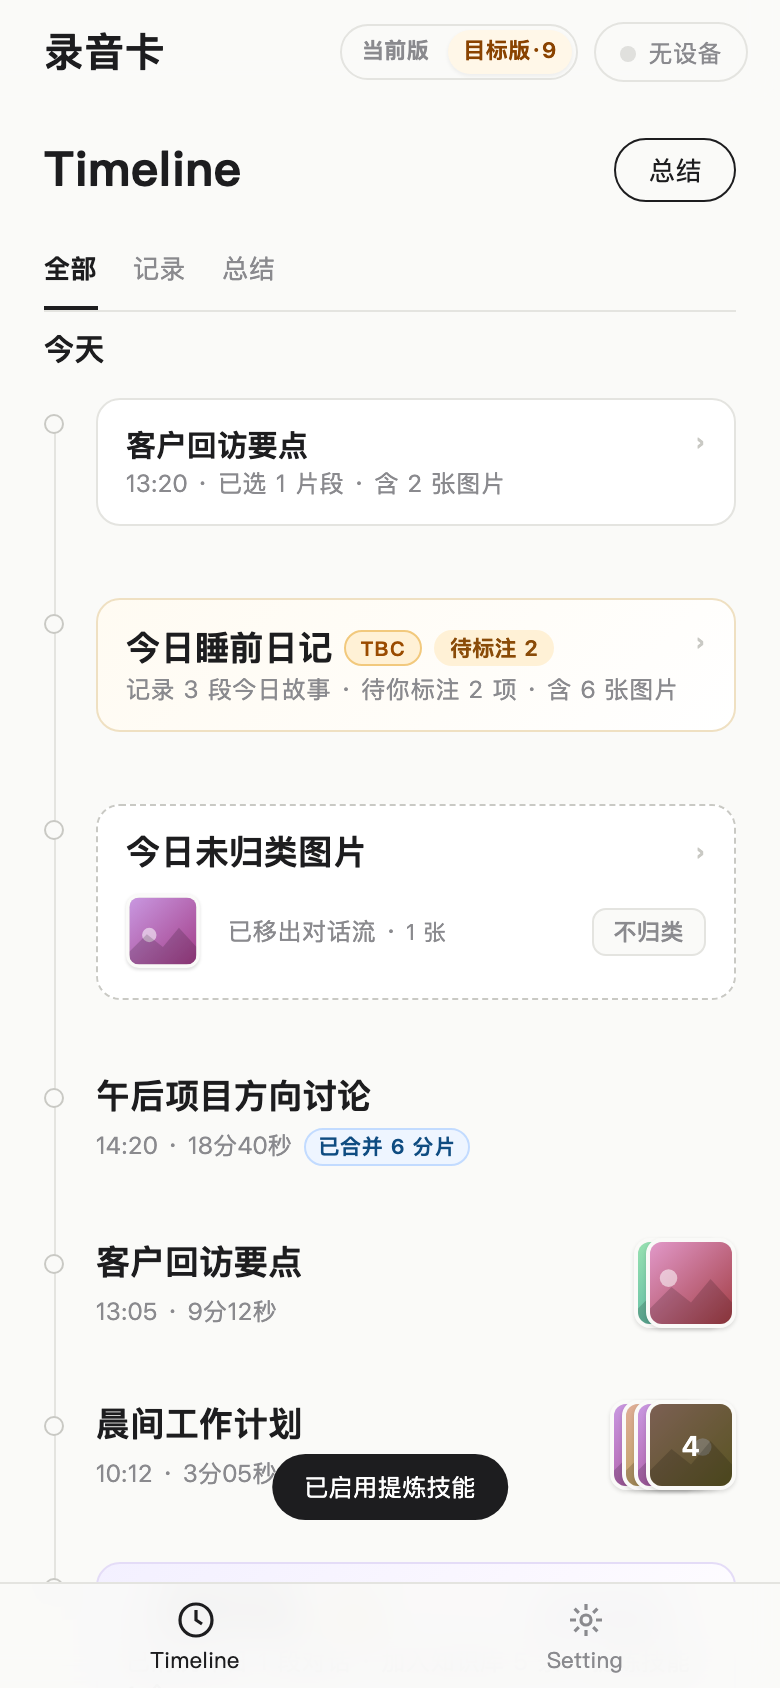 录音卡 当前版 目标版·9 无设备
Timeline 总结
全部 记录 总结
今天
客户回访要点
13:20 · 已选 1 片段 · 含 2 张图片
今日睡前日记 TBC 待标注 2
记录 3 段今日故事 · 待你标注 2 项 · 含 6 张图片
今日未归类图片
已移出对话流 · 1 张 不归类
午后项目方向讨论
14:20 · 18分40秒 已合并 6 分片
客户回访要点
13:05 · 9分12秒
晨间工作计划
4
10:12 · 3分05秒
已启用提炼技能
Timeline Setting